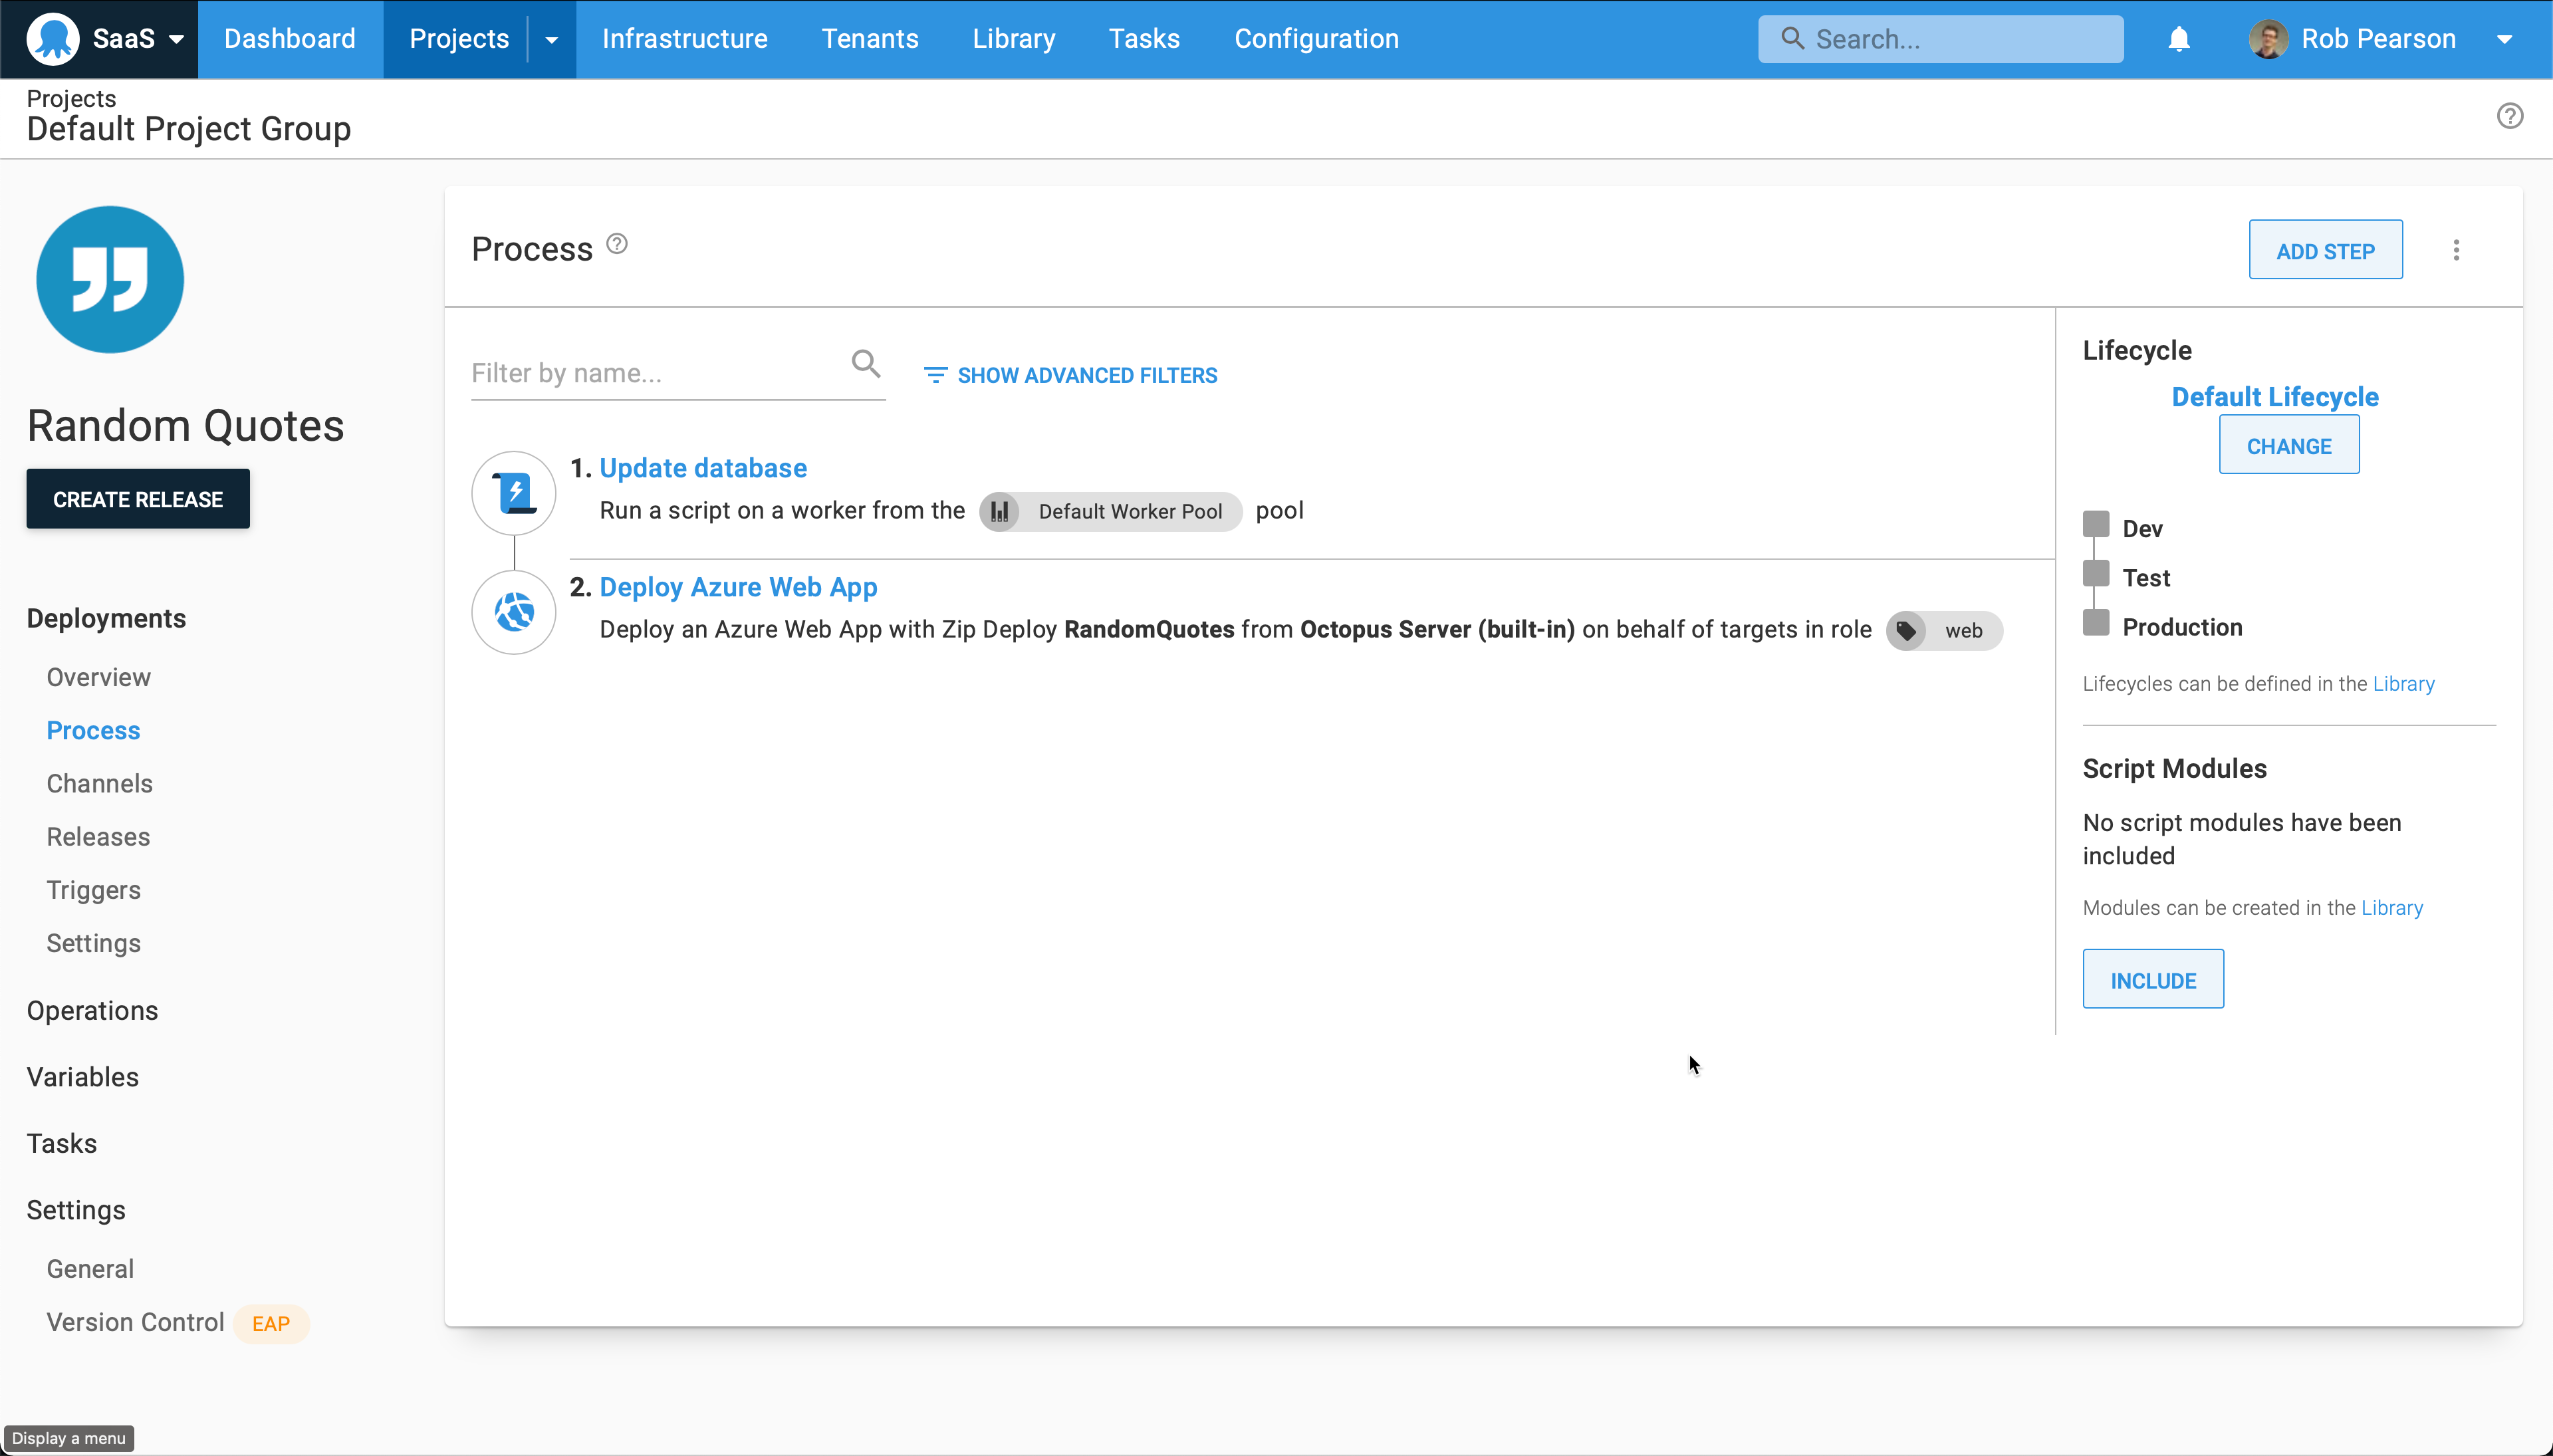 SaaS Dashboard Projects Infrastructure Tenants Library Tasks Configuration Search... Rob Pearson
Projects
Default Project Group
Random Quotes
CREATE RELEASE
Deployments
Overview
Process
Channels
Releases
Triggers
Settings
Operations
Variables
Tasks
Settings
General
Version Control EAP
Process
ADD STEP
Filter by name...
SHOW ADVANCED FILTERS
1. Update database
Run a script on a worker from the Default Worker Pool pool
2. Deploy Azure Web App
Deploy an Azure Web App with Zip Deploy RandomQuotes from Octopus Server (built-in) on behalf of targets in role web
Lifecycle
Default Lifecycle
CHANGE
Dev
Test
Production
Lifecycles can be defined in the Library
Script Modules
No script modules have been
included
Modules can be created in the Library
INCLUDE
Display a menu